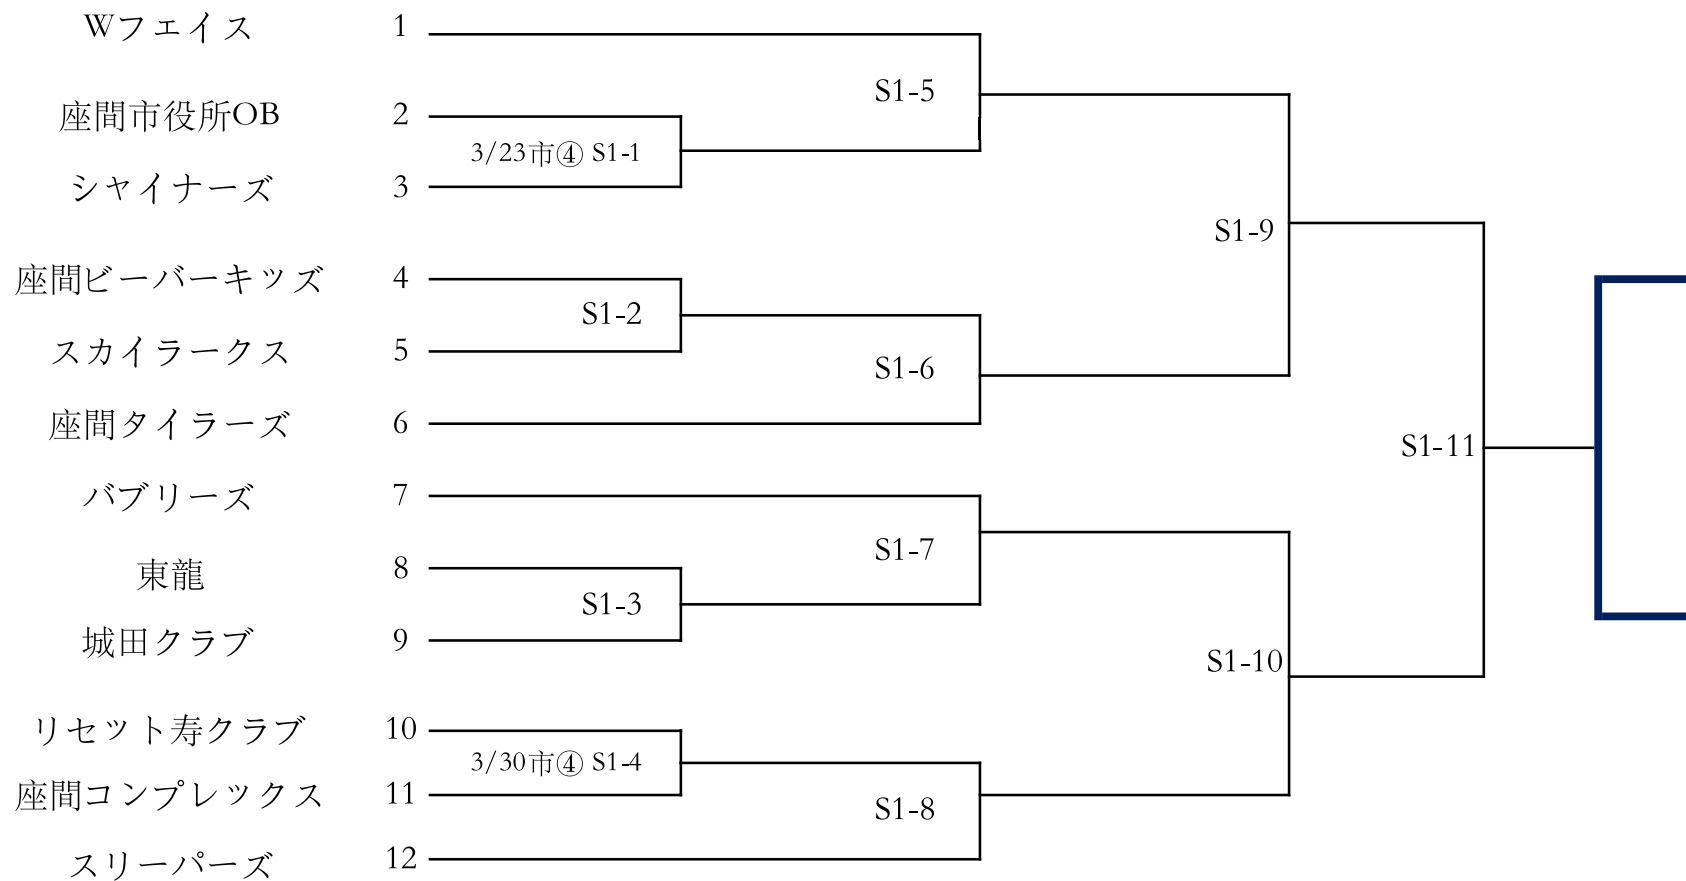 Wフェイス 1
S1-5
座間市役所OB 2
3/23市④ S1-1
シャイナーズ 3
S1-9
座間ビーバーキッズ 4
S1-2
スカイラークス 5
S1-6
座間タイラーズ 6
S1-11
バブリーズ 7
S1-7
東龍 8
S1-3
城田クラブ 9
S1-10
リセット寿クラブ 10
3/30市④ S1-4
座間コンプレックス 11
S1-8
スリーパーズ 12